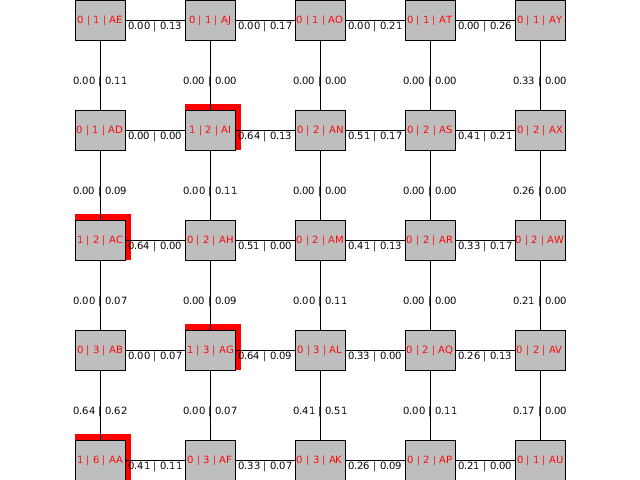 0 | 1 | AE 0.00 | 0.13 0 | 1 | AJ 0.00 | 0.17 0 | 1 | AO 0.00 | 0.21 0 | 1 | AT 0.00 | 0.26 0 | 1 | AY
0.00 | 0.11 0.00 | 0.00 0.00 | 0.00 0.00 | 0.00 0.33 | 0.00
0 | 1 | AD 0.00 | 0.00 1 | 2 | AI 0.64 | 0.13 0 | 2 | AN 0.51 | 0.17 0 | 2 | AS 0.41 | 0.21 0 | 2 | AX
0.00 | 0.09 0.00 | 0.11 0.00 | 0.00 0.00 | 0.00 0.26 | 0.00
1 | 2 | AC 0.64 | 0.00 0 | 2 | AH 0.51 | 0.00 0 | 2 | AM 0.41 | 0.13 0 | 2 | AR 0.33 | 0.17 0 | 2 | AW
0.00 | 0.07 0.00 | 0.09 0.00 | 0.11 0.00 | 0.00 0.21 | 0.00
0 | 3 | AB 0.00 | 0.07 1 | 3 | AG 0.64 | 0.09 0 | 3 | AL 0.33 | 0.00 0 | 2 | AQ 0.26 | 0.13 0 | 2 | AV
0.64 | 0.62 0.00 | 0.07 0.41 | 0.51 0.00 | 0.11 0.17 | 0.00
1 | 6 | AA 0.41 | 0.11 0 | 3 | AF 0.33 | 0.07 0 | 3 | AK 0.26 | 0.09 0 | 2 | AP 0.21 | 0.00 0 | 1 | AU